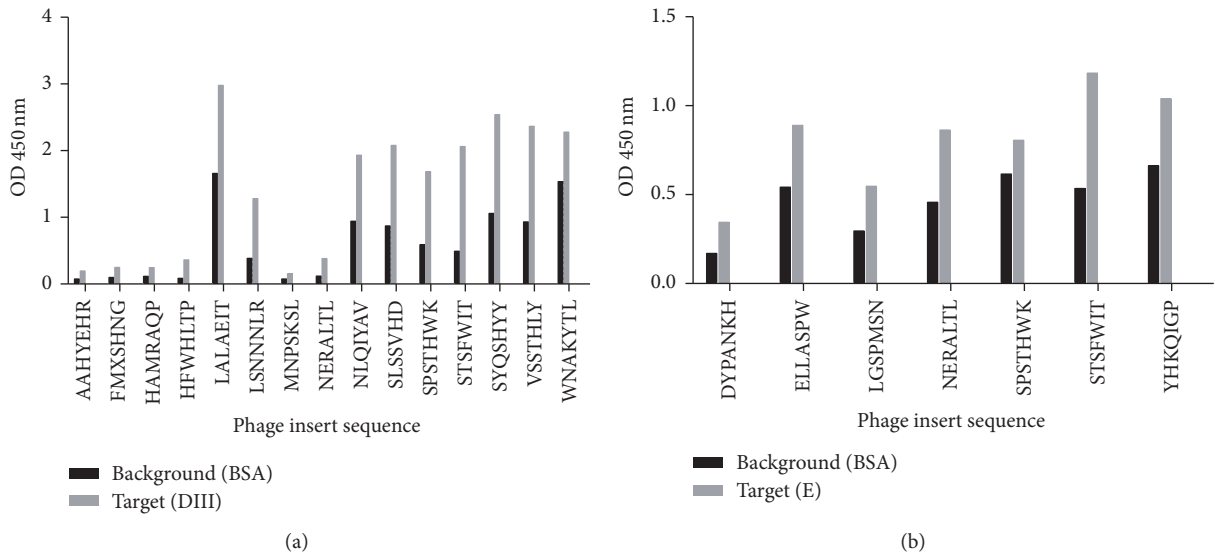 4
3
2
1
0
OD 450 nm
AAHYEHR
FMXSHNG
HAMRAQP
HFWHLTP
LALAEIT
LSNNNLR
MNPSKSL
NERALTL
NLQIYAV
SLSSVHD
SPSTHWK
STSFWIT
SYQSHYY
VSSTHLY
WNAKYTL
Phage insert sequence
Background (BSA)
Target (DIII)
(a)
1.5
1.0
0.5
0.0
OD 450 nm
DYPANKH
ELLASPW
LGSPMSN
NERALTL
SPSTHWK
STSFWIT
YHKQIGP
Phage insert sequence
Background (BSA)
Target (E)
(b)